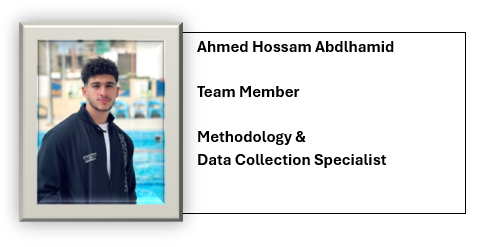 Ahmed Hossam Abdlhamid
Team Member
Methodology &
Data Collection Specialist